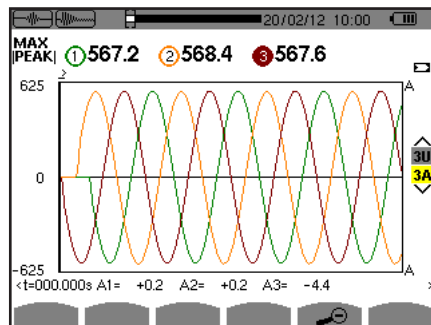 20/02/12 10:00
MAX
|PEAK| 1 567.2 2 568.4 3 567.6
625 A
3U
0 3A
-625 A
<t=000.000s A1= +0.2 A2= +0.2 A3= -4.4 >